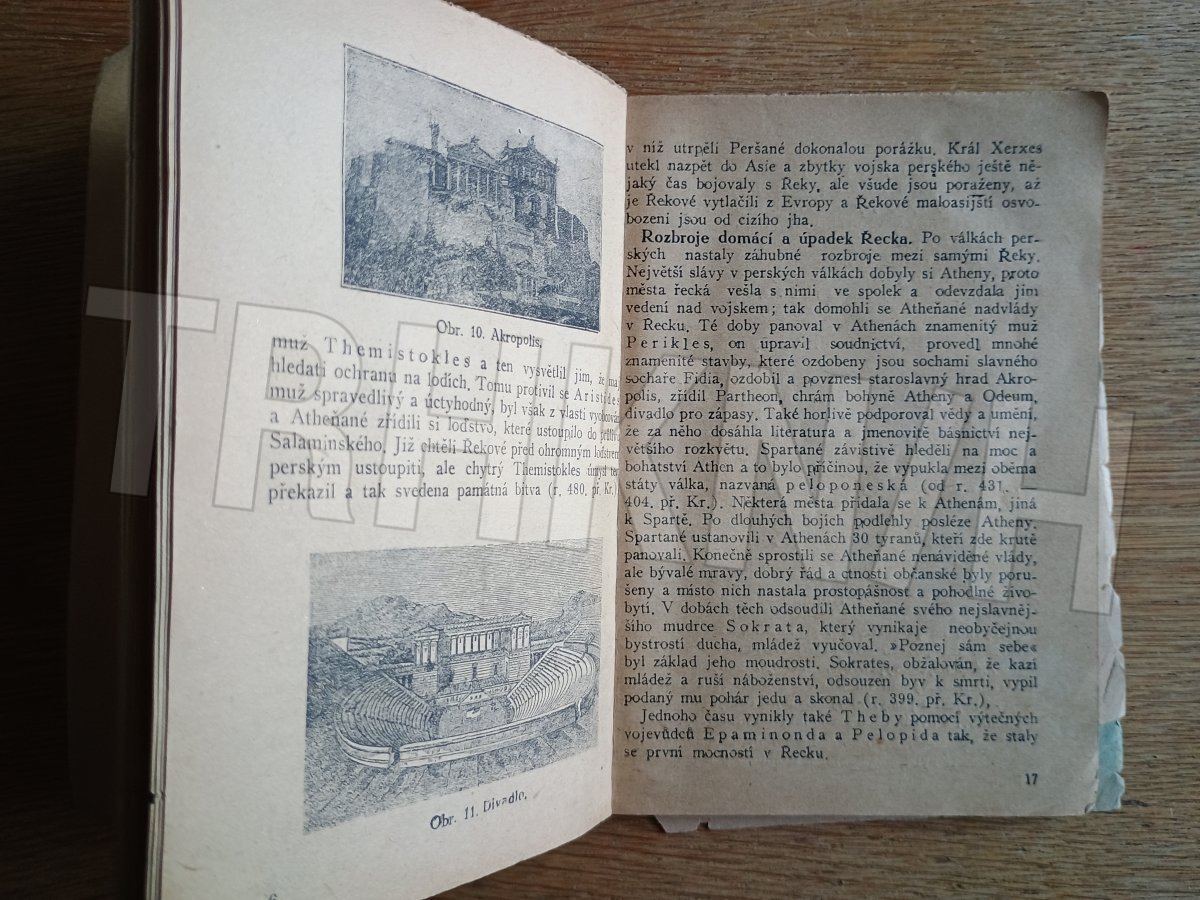 Obr. 10. Akropolis.
muž Themistokles a ten vysvětlil jim, že mají
hledati ochranu na lodích. Tomu protivil se Aristides
muž spravedlivý a úctyhodný, byl však z vlasti
a Atheňané zřídili si loďstvo, které ustoupilo do
Salaminského. Již chtěli Řekové před ohromným loďstvem
perským ustoupiti, ale chytrý Themistokles úmysl ten
překazil a tak svedena památná bitva (r. 480. př. Kr.)
Obr. 11. Divadlo.
6
v níž utrpěli Peršané dokonalou porážku. Král Xerxes
utekl nazpět do Asie a zbytky vojska perského ještě ně-
jaký čas bojovaly s Řeky, ale všude jsou poraženy, až
je Řekové vytlačili z Evropy a Řekové maloasijští osvo-
bozeni jsou od cizího jha.
Rozbroje domácí a úpadek Řecka. Po válkách per-
ských nastaly záhubné rozbroje mezi samými Řeky.
Největší slávy v perských válkách dobyly si Atheny, proto
města řecká vešla s nimi ve spolek a odevzdala jim
vedení nad vojskem; tak domohli se Atheňané nadvlády
v Řecku. Té doby panoval v Athenách znamenitý muž
Perikles, on upravil soudnictví, provedl mnohé
znamenité stavby, které ozdobeny jsou sochami slavného
sochaře Fidia, ozdobil a povznesl staroslavný hrad Akro-
polis, zřídil Partheon, chrám bohyně Atheny a Odeum,
divadlo pro zápasy. Také horlivě podporoval vědy a umění,
že za něho dosáhla literatura a jmenovitě básnictví nej-
většího rozkvětu. Spartané závistivě hleděli na moc a
bohatství Athen a to bylo příčinou, že vypukla mezi oběma
státy válka, nazvaná peloponeská (od r. 431. -
404. př. Kr.). Některá města přidala se k Athenám, jiná
k Spartě. Po dlouhých bojích podlehly posléze Atheny.
Spartané ustanovili v Athenách 30 tyranů, kteří zde krutě
panovali. Konečně sprostili se Atheňané nenáviděné vlády,
ale bývalé mravy, dobrý řád a ctnosti občanské byly poru-
šeny a místo nich nastala prostopášnost a pohodlné živo-
bytí. V dobách těch odsoudili Atheňané svého nejslavněj-
šího mudrce Sokrata, který vynikaje neobyčejnou
bystrostí ducha, mládež vyučoval. »Poznej sám sebe«
byl základ jeho moudrosti. Sokrates, obžalován, že kazí
mládež a ruší náboženství, odsouzen byv k smrti, vypil
podaný mu pohár jedu a skonal (r. 399. př. Kr.),
Jednoho času vynikly také Theby pomocí výtečných
vojevůdců Epaminonda a Pelopida tak, že staly
se první mocností v Řecku.
17
TRHKNIH